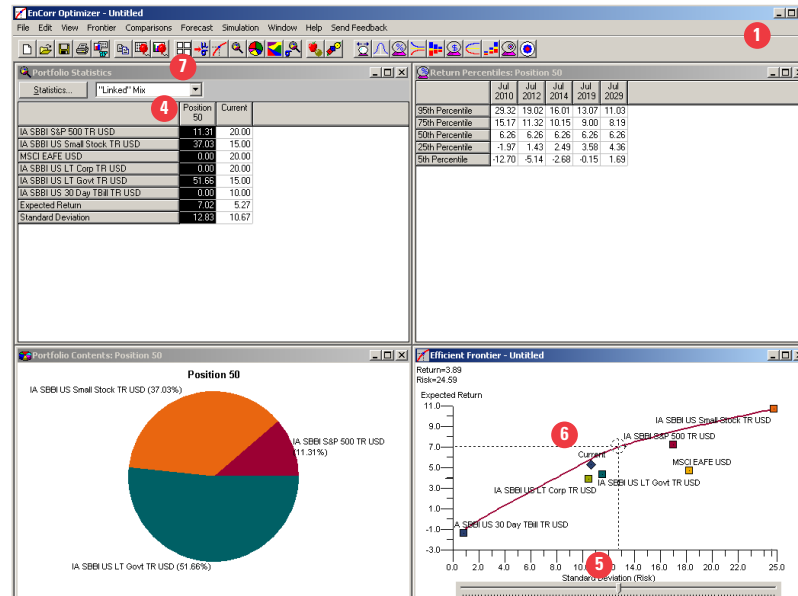 EnCorr Optimizer - Untitled
File Edit View Frontier Comparisons Forecast Simulation Window Help Send Feedback
1
7
Portfolio Statistics
Statistics... "Linked" Mix
4
Position 50 Current
IA SBBI S&P 500 TR USD 11.31 20.00
IA SBBI US Small Stock TR USD 37.03 15.00
MSCI EAFE USD 0.00 20.00
IA SBBI US LT Corp TR USD 0.00 20.00
IA SBBI US LT Govt TR USD 51.66 15.00
IA SBBI US 30 Day TBill TR USD 0.00 10.00
Expected Return 7.02 5.27
Standard Deviation 12.83 10.67
Return Percentiles: Position 50
Jul 2010 Jul 2012 Jul 2014 Jul 2019 Jul 2029
95th Percentile 29.32 19.02 16.01 13.07 11.03
75th Percentile 15.17 11.32 10.15 9.00 8.19
50th Percentile 6.26 6.26 6.26 6.26 6.26
25th Percentile -1.97 1.43 2.49 3.58 4.36
5th Percentile -12.70 -5.14 -2.68 -0.15 1.69
Portfolio Contents: Position 50
Position 50
IA SBBI US Small Stock TR USD (37.03%)
IA SBBI S&P 500 TR USD
(11.31%)
IA SBBI US LT Govt TR USD (51.66%)
Efficient Frontier - Untitled
Return=3.89
Risk=24.59
Expected Return
11.0
9.0
7.0
5.0
3.0
1.0
-1.0
-3.0
6
IA SBBI US Small Stock TR USD
IA SBBI S&P 500 TR USD
Current
MSCI EAFE USD
IA SBBI US LT Govt TR USD
IA SBBI US LT Corp TR USD
A SBBI US 30 Day TBill TR USD
0.0 2.0 4.0 6.0 8.0 10.0 14.0 16.0 18.0 20.0 22.0 25.0
5
Standard Deviation (Risk)